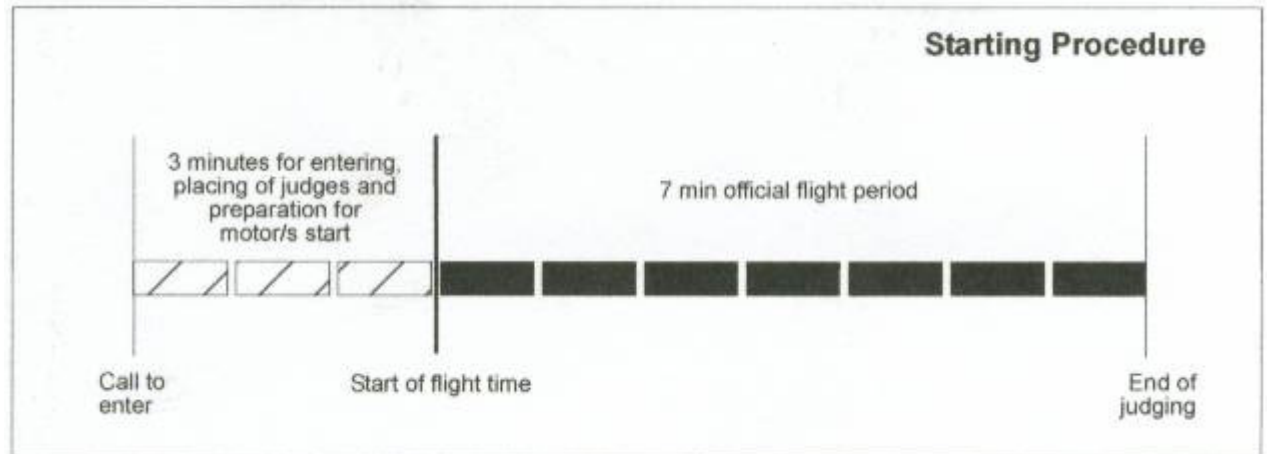 Starting Procedure
3 minutes for entering,
placing of judges and
preparation for
motor/s start
7 min official flight period
Call to
enter
Start of flight time
End of
judging